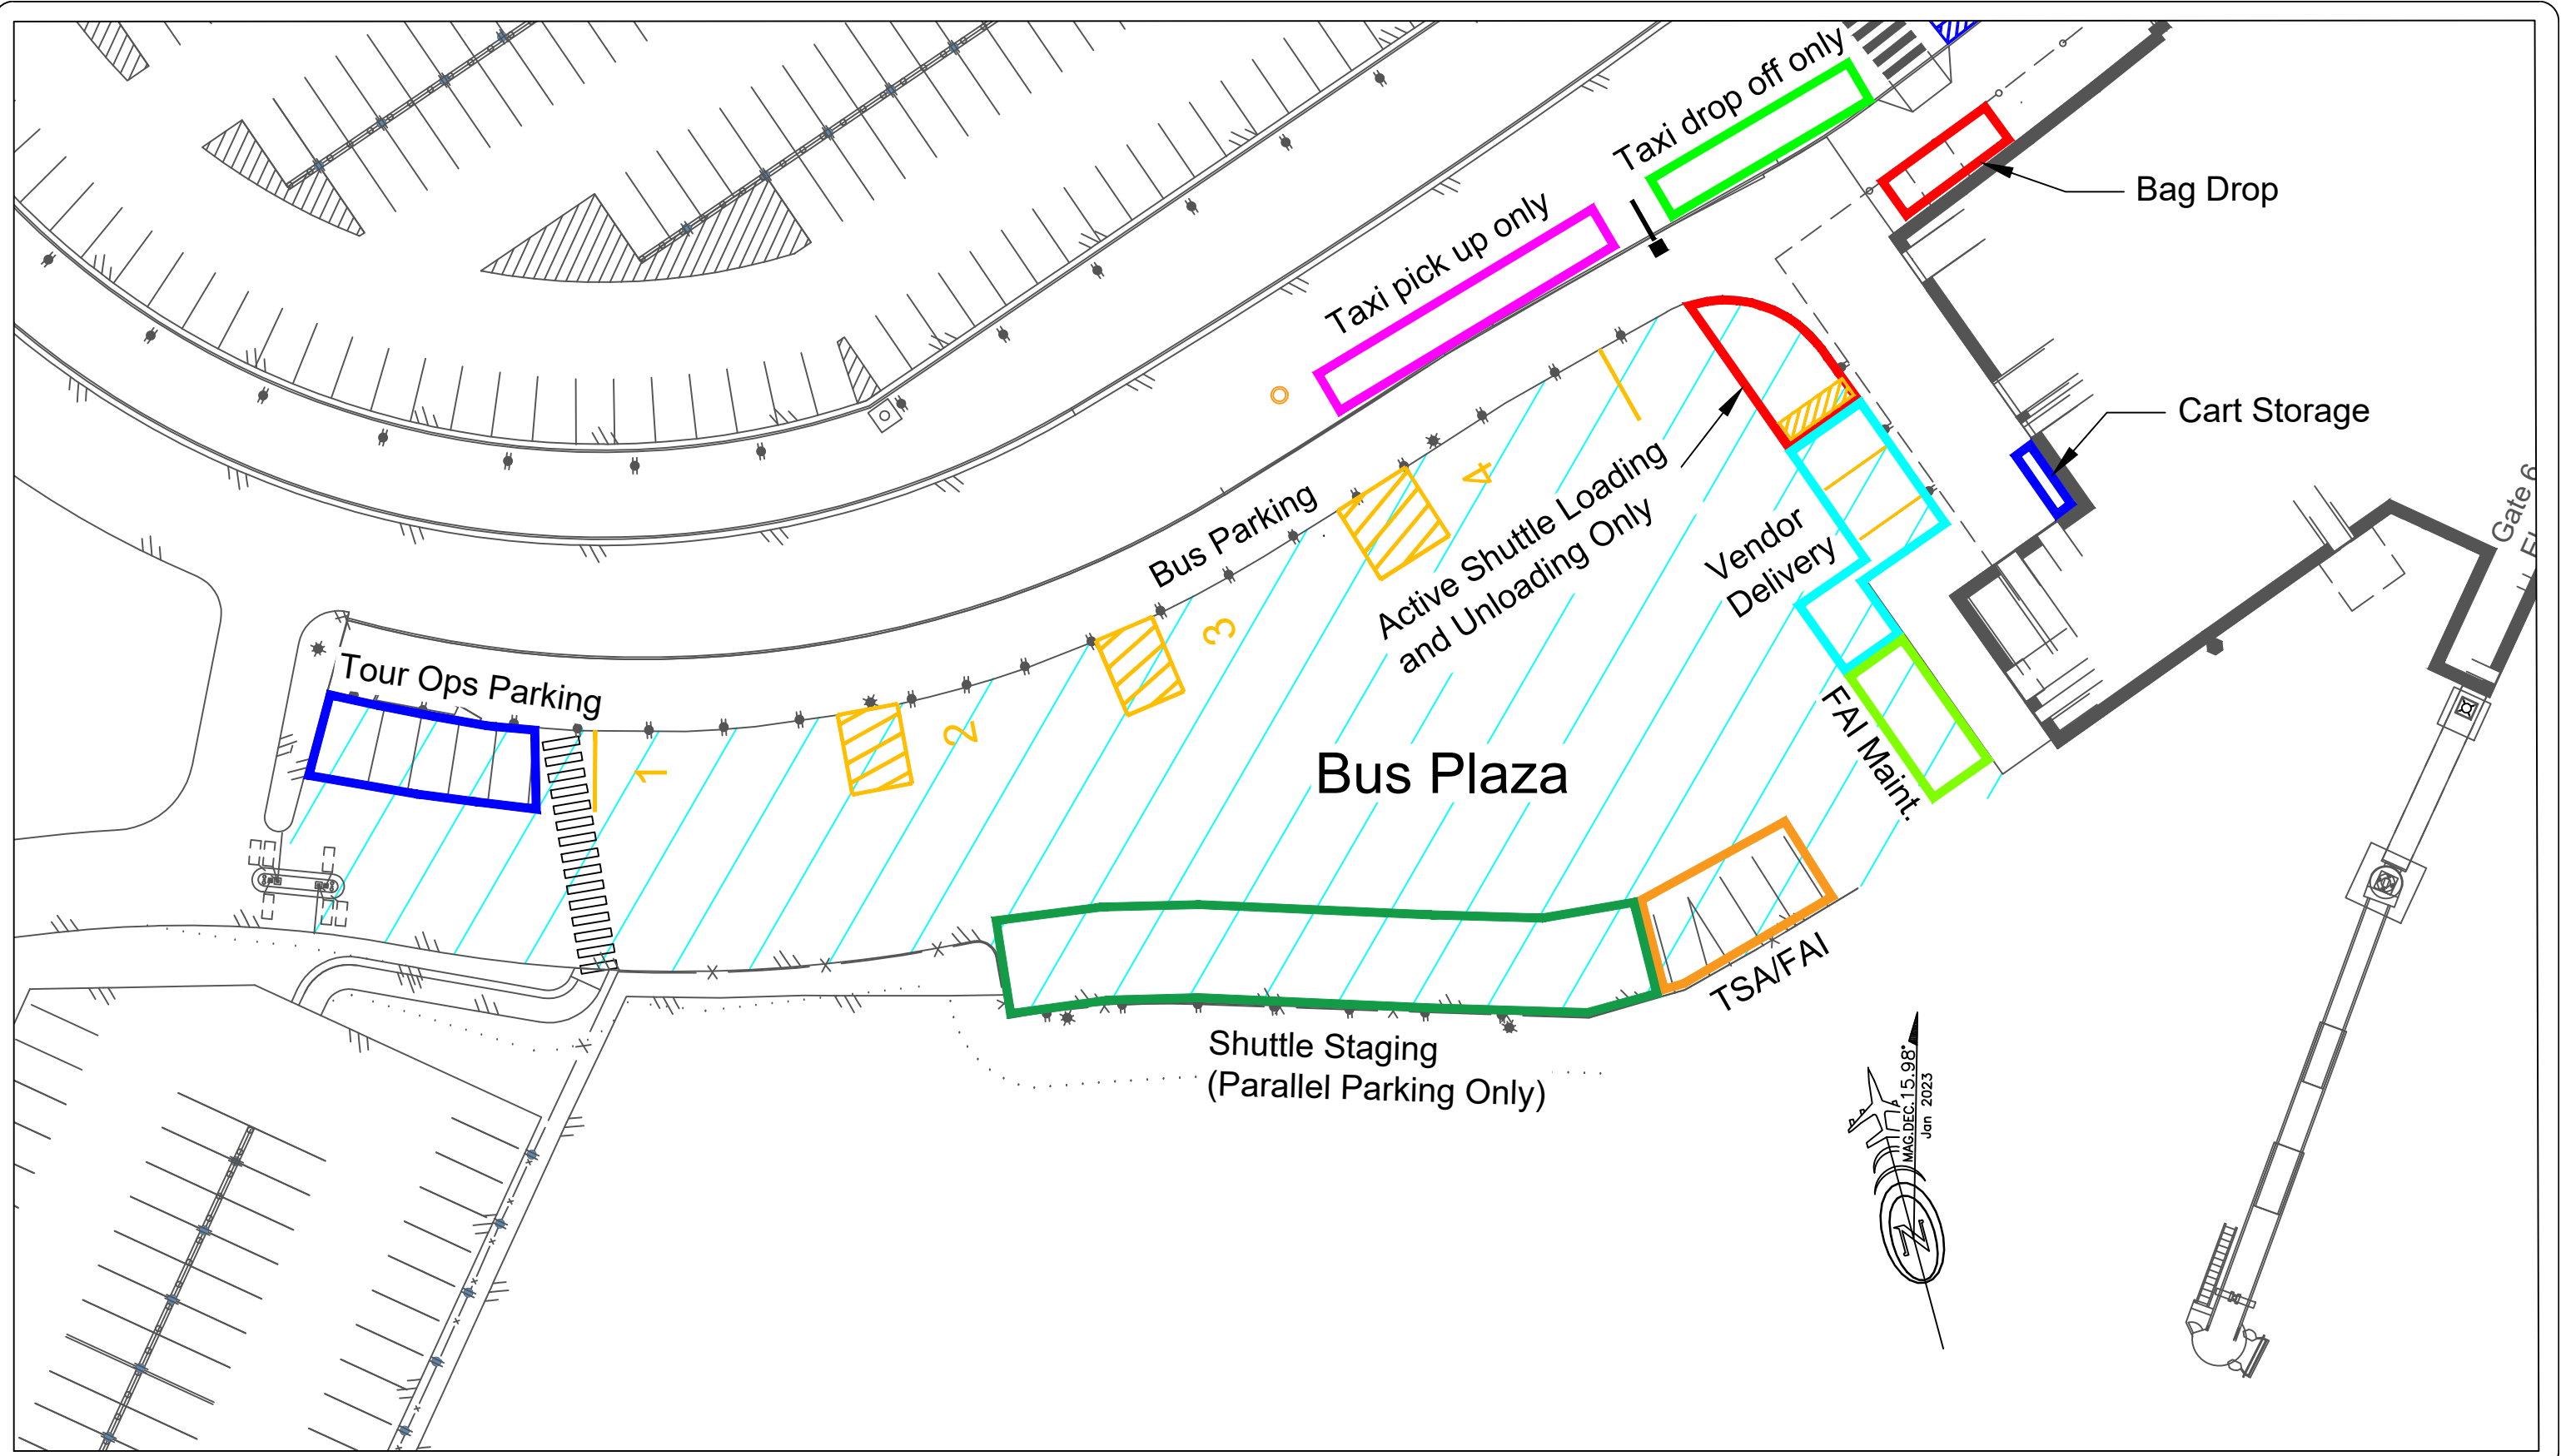 Taxi drop off only
Bag Drop
Taxi pick up only
Cart Storage
Gate 6
4
Bus Parking
Active Shuttle Loading
and Unloading Only
Vendor
Delivery
3
Tour Ops Parking
2
1
Bus Plaza
FAI Maint.
TSA/FAI
Shuttle Staging
(Parallel Parking Only)
MAG.DEC.15.98°
Jan 2023
N